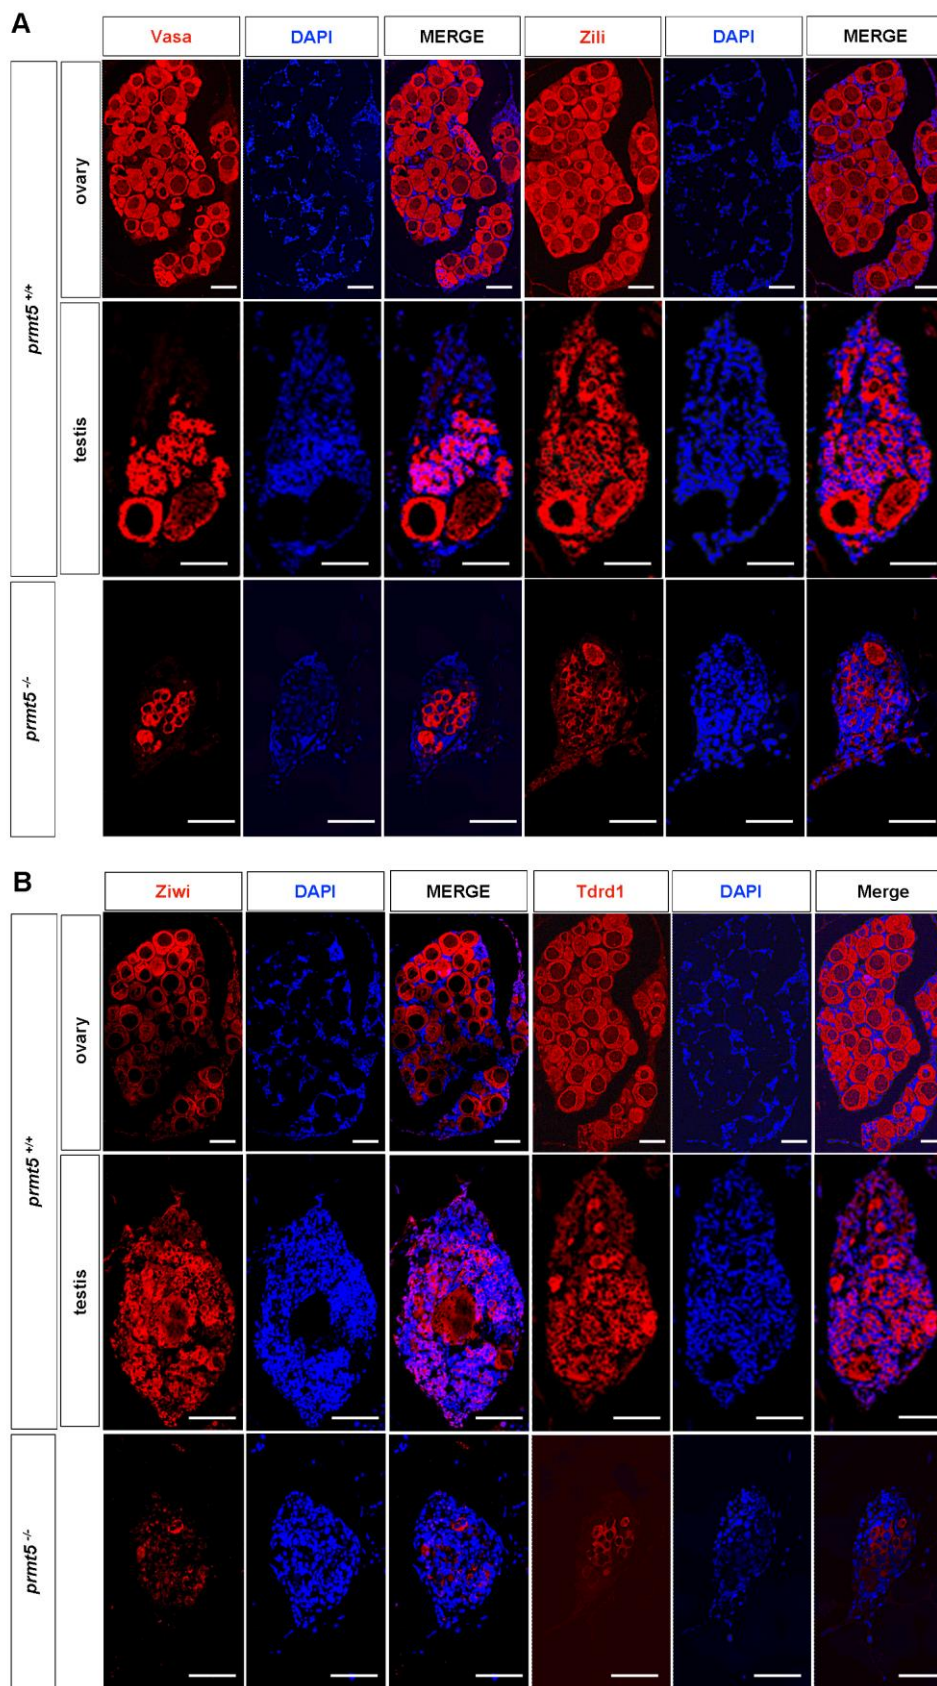 A
Vasa DAPI MERGE Zili DAPI MERGE
prmt5 +/+
ovary
testis
prmt5 -/-
B
Ziwi DAPI MERGE Tdrd1 DAPI Merge
prmt5 +/+
ovary
testis
prmt5 -/-